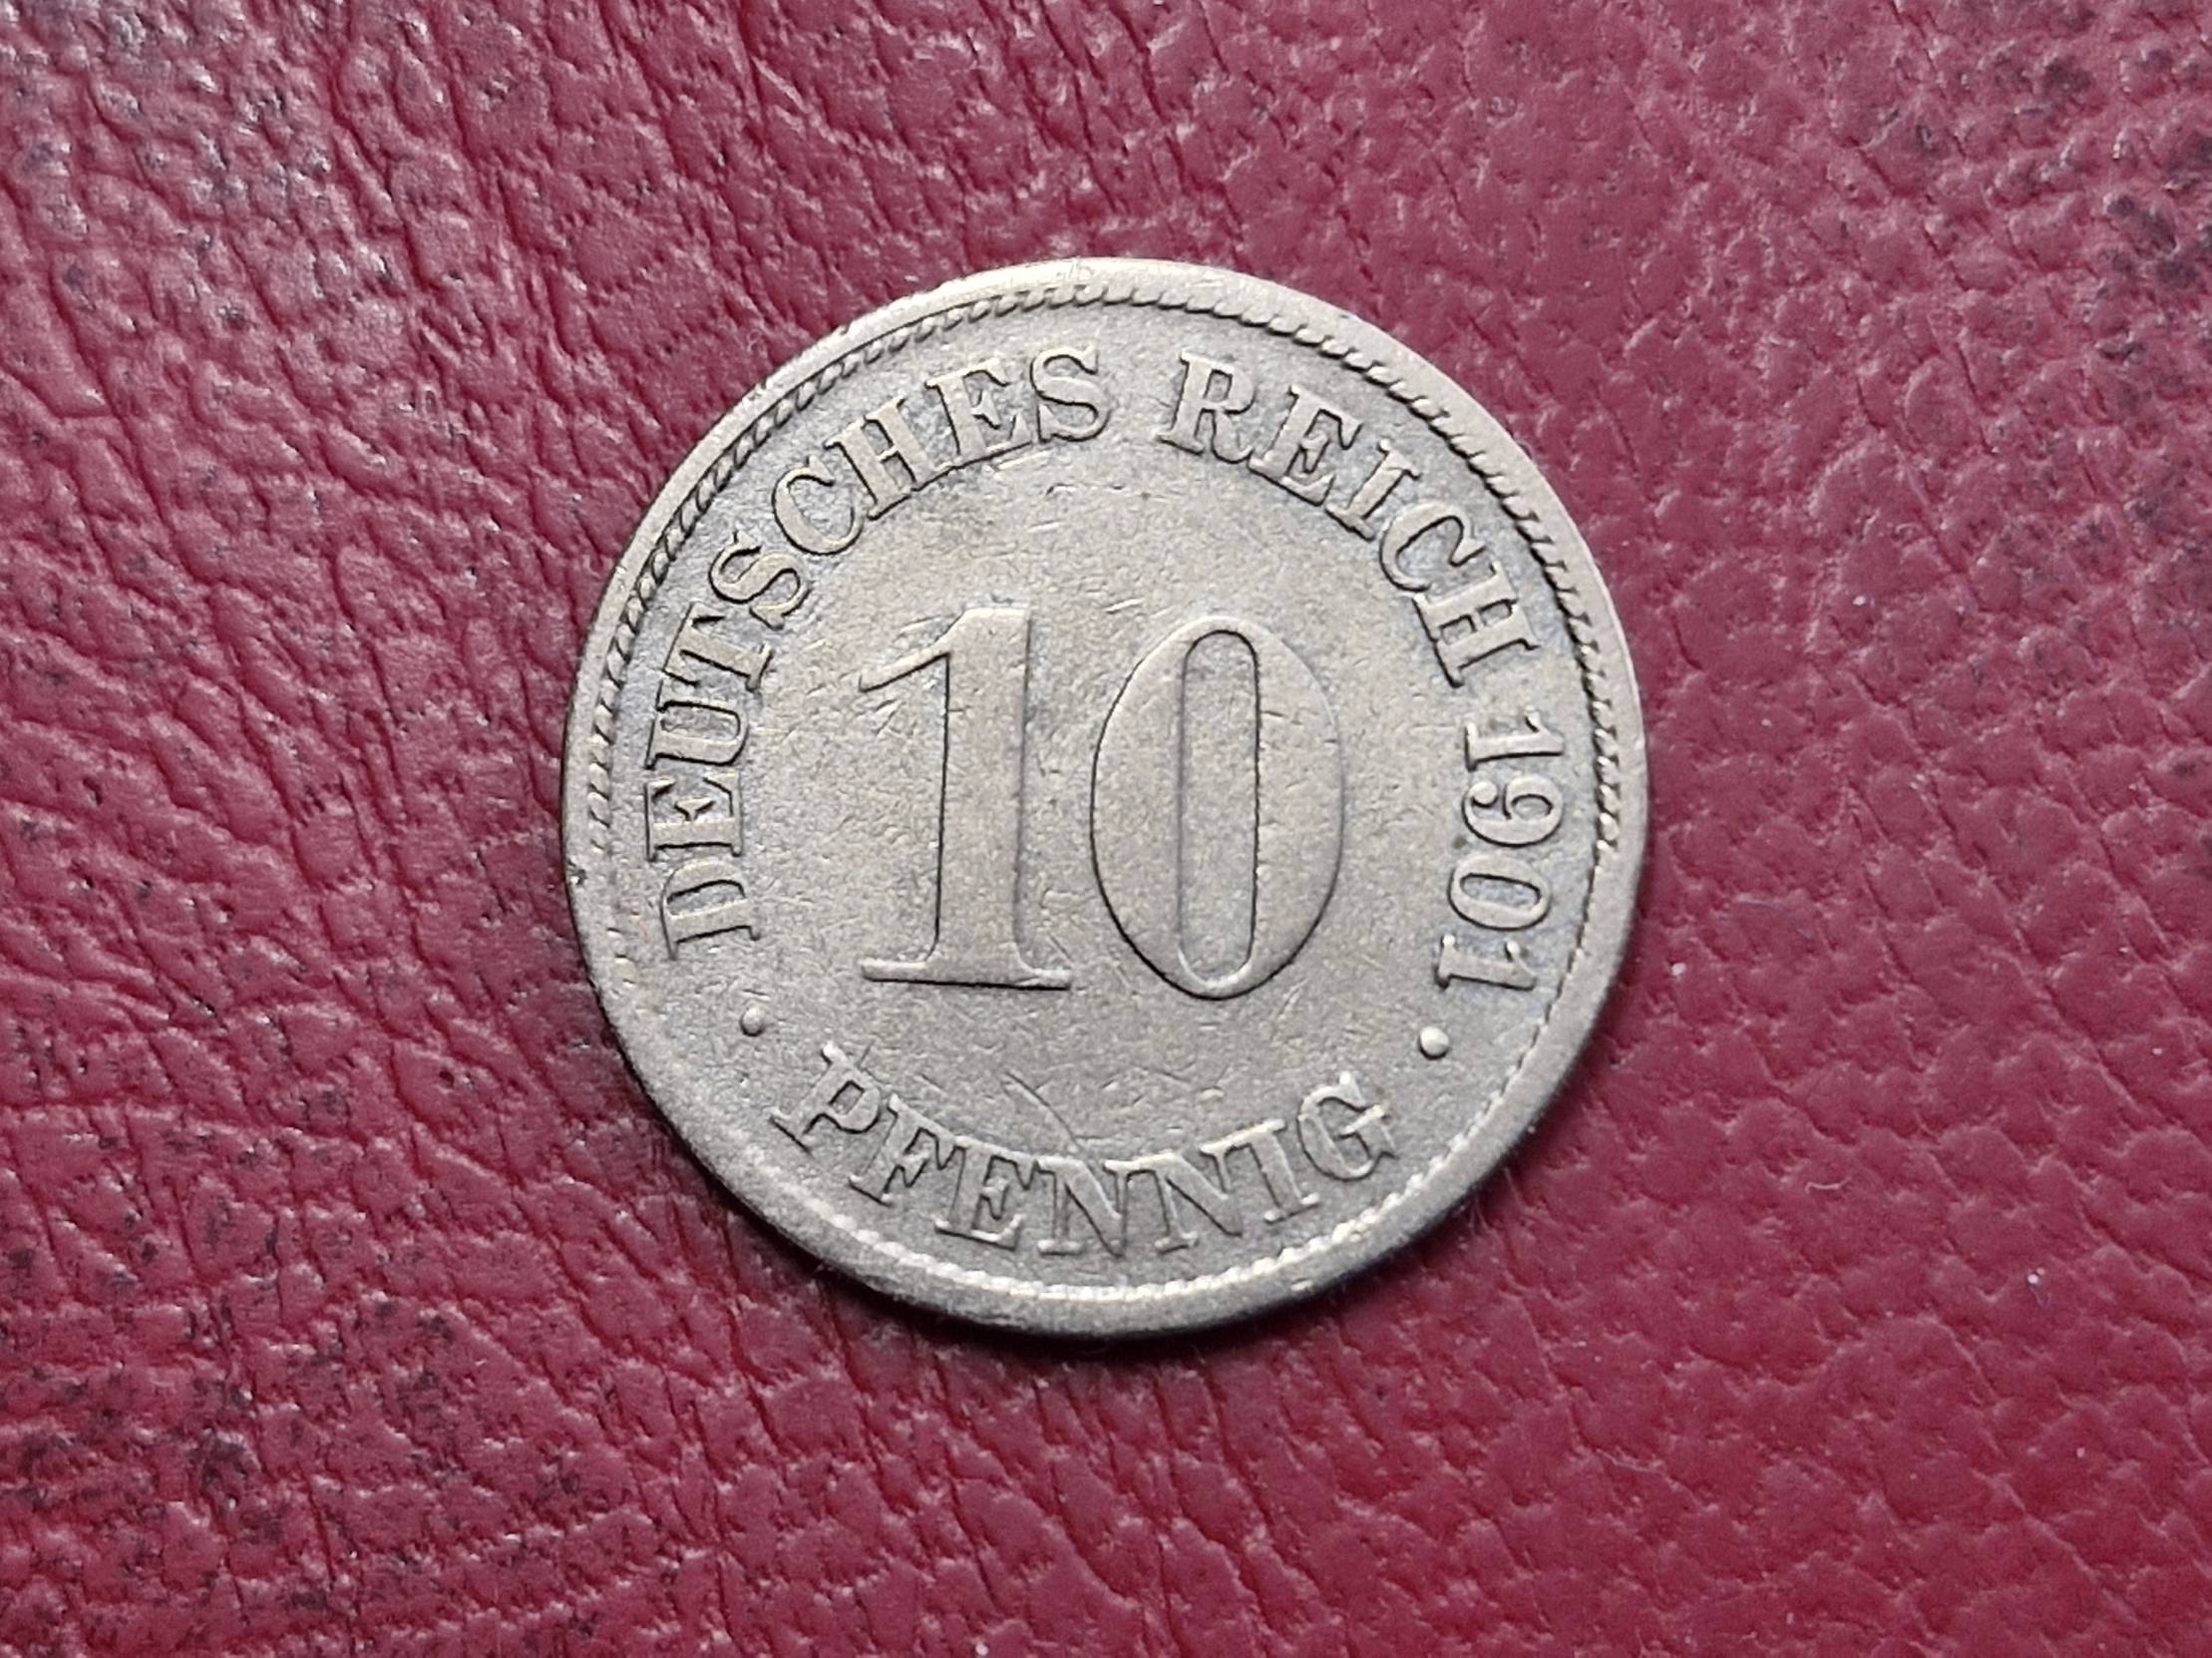 DEUTSCHES REICH 1901
10
· PFENNIG ·